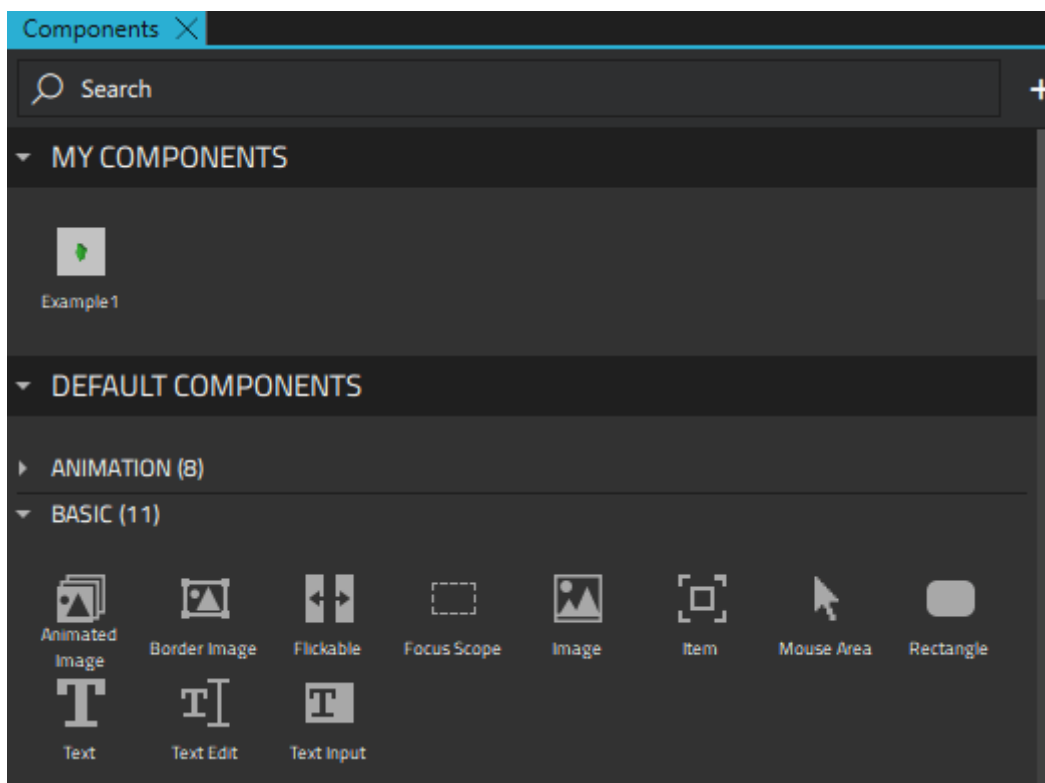 Components
Search
MY COMPONENTS
Example1
DEFAULT COMPONENTS
ANIMATION (8)
BASIC (11)
Animated Image
Border Image
Flickable
Focus Scope
Image
Item
Mouse Area
Rectangle
Text
Text Edit
Text Input